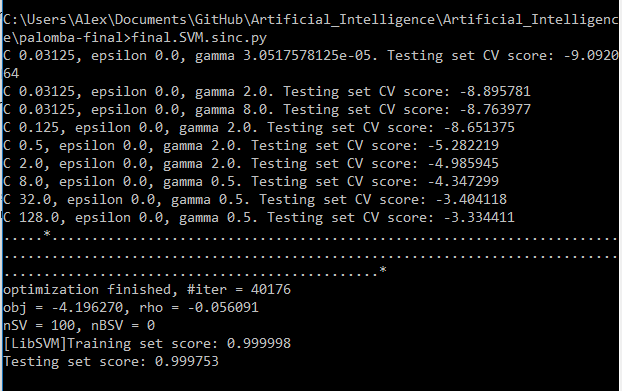 C:\Users\Alex\Documents\GitHub\Artificial_Intelligence\Artificial_Intelligenc
e\palomba-final>final.SVM.sinc.py
C 0.03125, epsilon 0.0, gamma 3.0517578125e-05. Testing set CV score: -9.0920
64
C 0.03125, epsilon 0.0, gamma 2.0. Testing set CV score: -8.895781
C 0.03125, epsilon 0.0, gamma 8.0. Testing set CV score: -8.763977
C 0.125, epsilon 0.0, gamma 2.0. Testing set CV score: -8.651375
C 0.5, epsilon 0.0, gamma 2.0. Testing set CV score: -5.282219
C 2.0, epsilon 0.0, gamma 2.0. Testing set CV score: -4.985945
C 8.0, epsilon 0.0, gamma 0.5. Testing set CV score: -4.347299
C 32.0, epsilon 0.0, gamma 0.5. Testing set CV score: -3.404118
C 128.0, epsilon 0.0, gamma 0.5. Testing set CV score: -3.334411
.....*.......................................................................
.............................................................................
...............................................*
optimization finished, #iter = 40176
obj = -4.196270, rho = -0.056091
nSV = 100, nBSV = 0
[LibSVM]Training set score: 0.999998
Testing set score: 0.999753